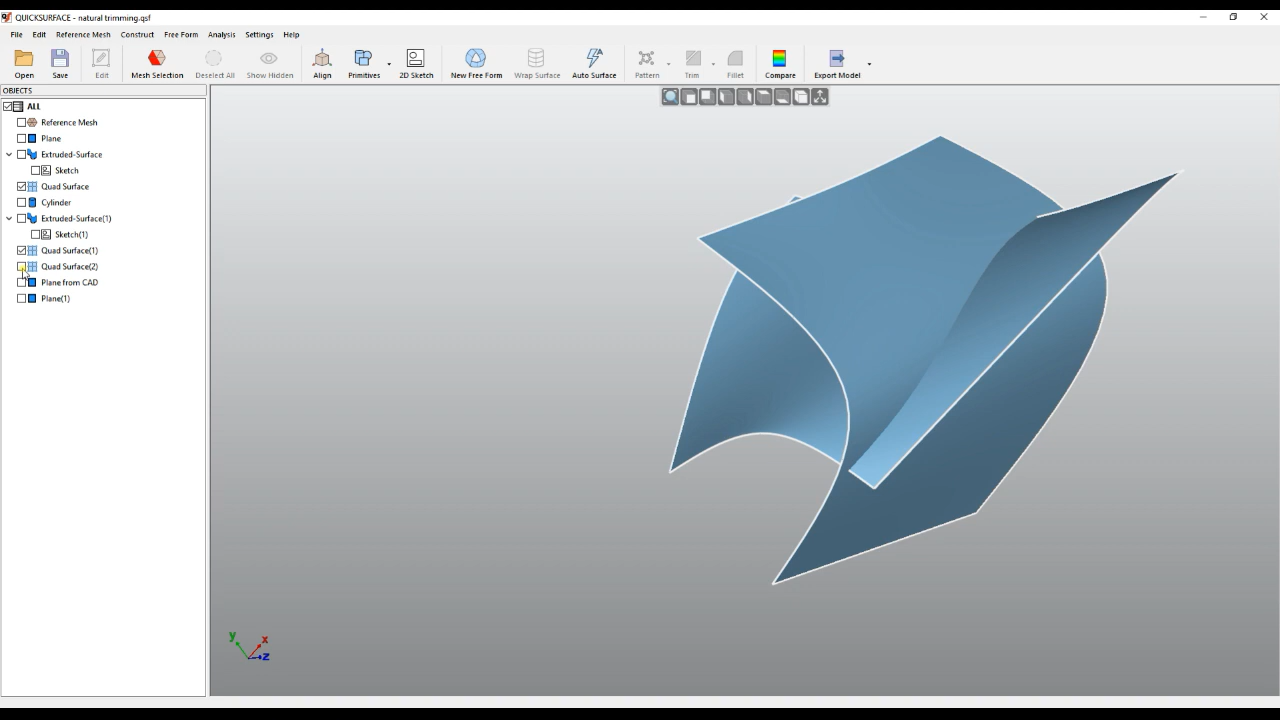 QUICKSURFACE - natural trimming.qsf
File Edit Reference Mesh Construct Free Form Analysis Settings Help
Open Save Edit Mesh Selection Deselect All Show Hidden Align Primitives 2D Sketch New Free Form Wrap Surface Auto Surface Pattern Trim Fillet Compare Export Model
OBJECTS
ALL
Reference Mesh
Plane
Extruded-Surface
Sketch
Quad Surface
Cylinder
Extruded-Surface(1)
Sketch(1)
Quad Surface(1)
Quad Surface(2)
Plane from CAD
Plane(1)
y x
z